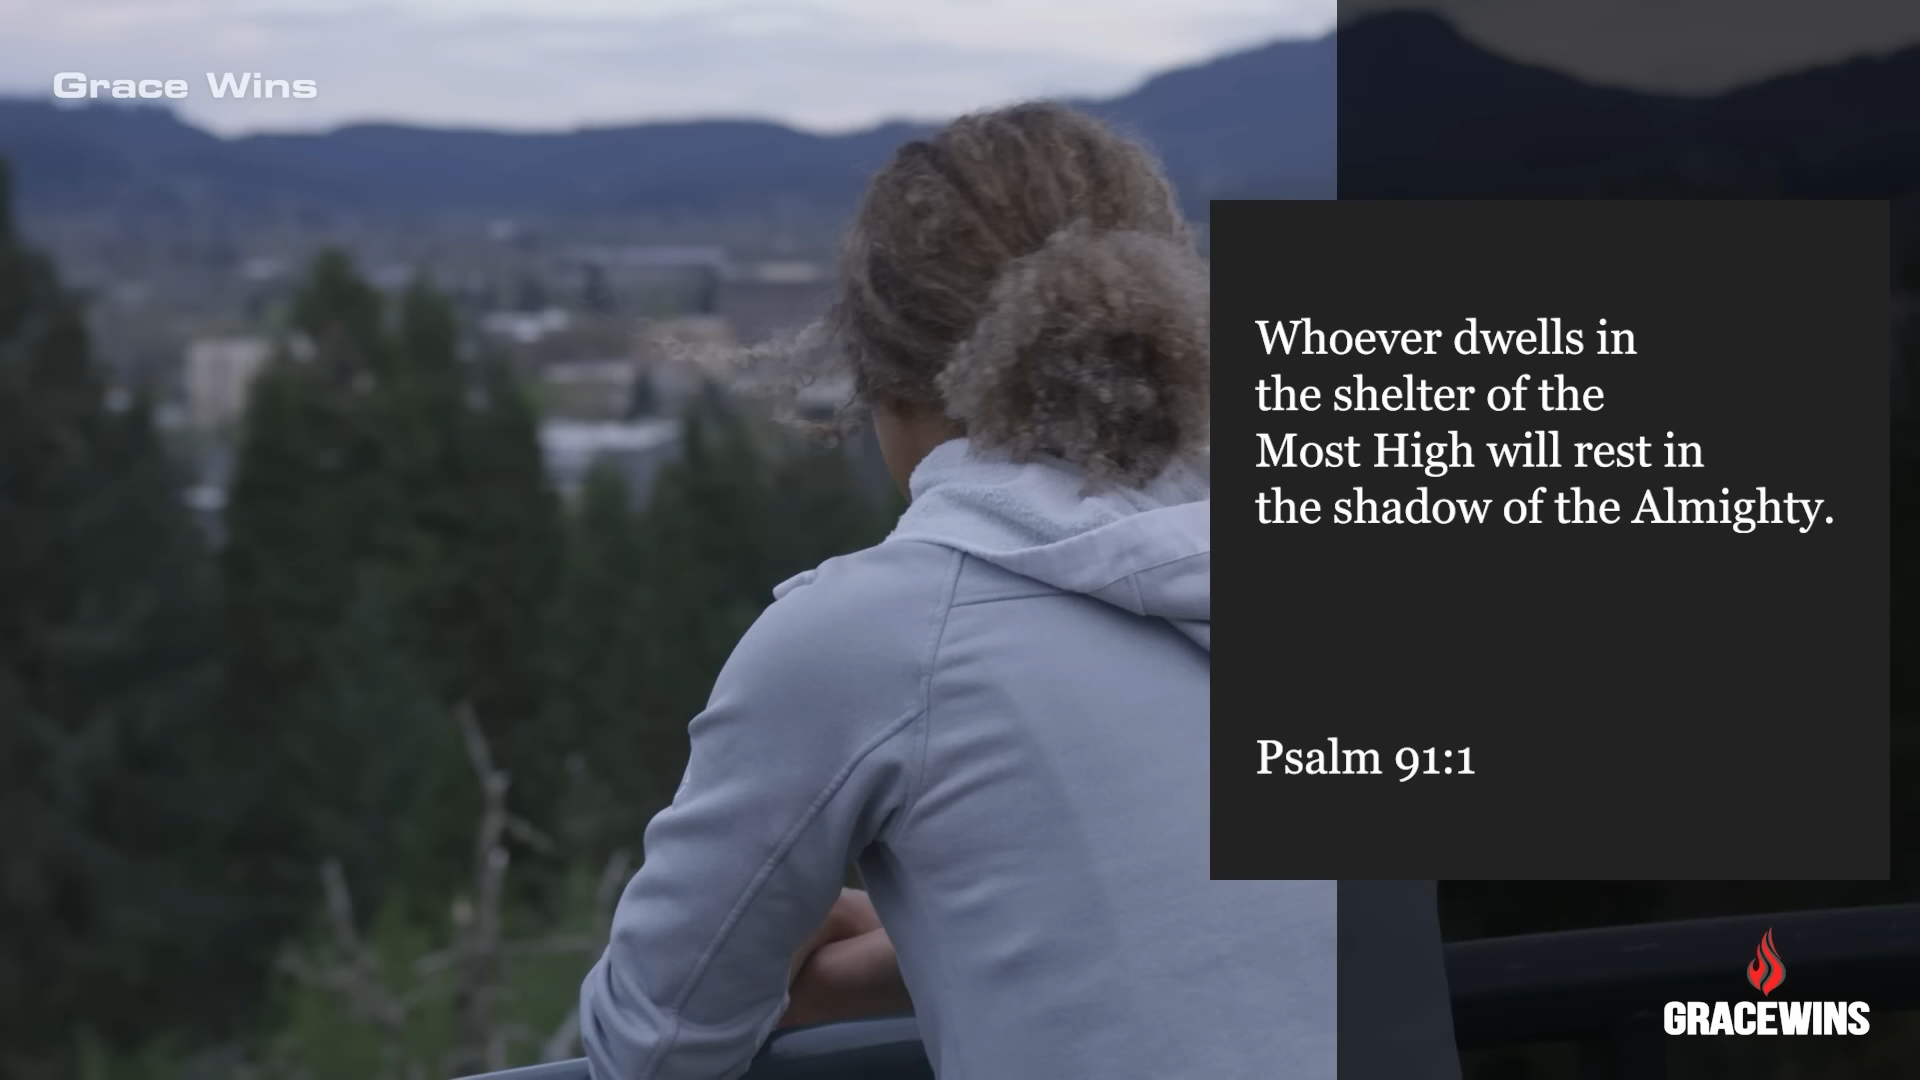 Grace Wins
Whoever dwells in
the shelter of the
Most High will rest in
the shadow of the Almighty.
Psalm 91:1
GRACEWINS